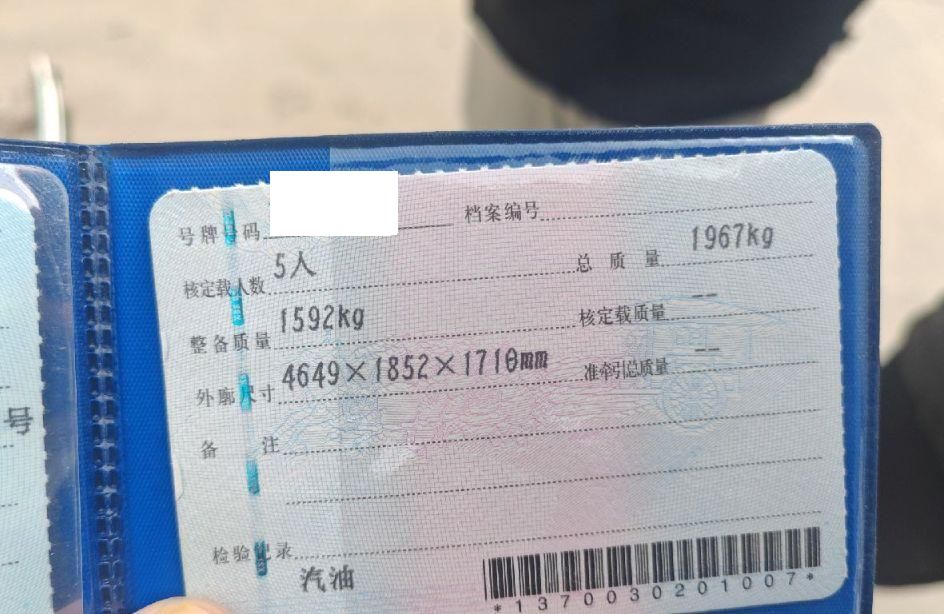 号牌号码 档案编号
核定载人数 5人 总质量 1967kg
整备质量 1592kg 核定载质量 --
外廓尺寸 4649×1852×1710mm 准牵引总质量 --
备注
检验记录
汽油
*1370030201007*
号